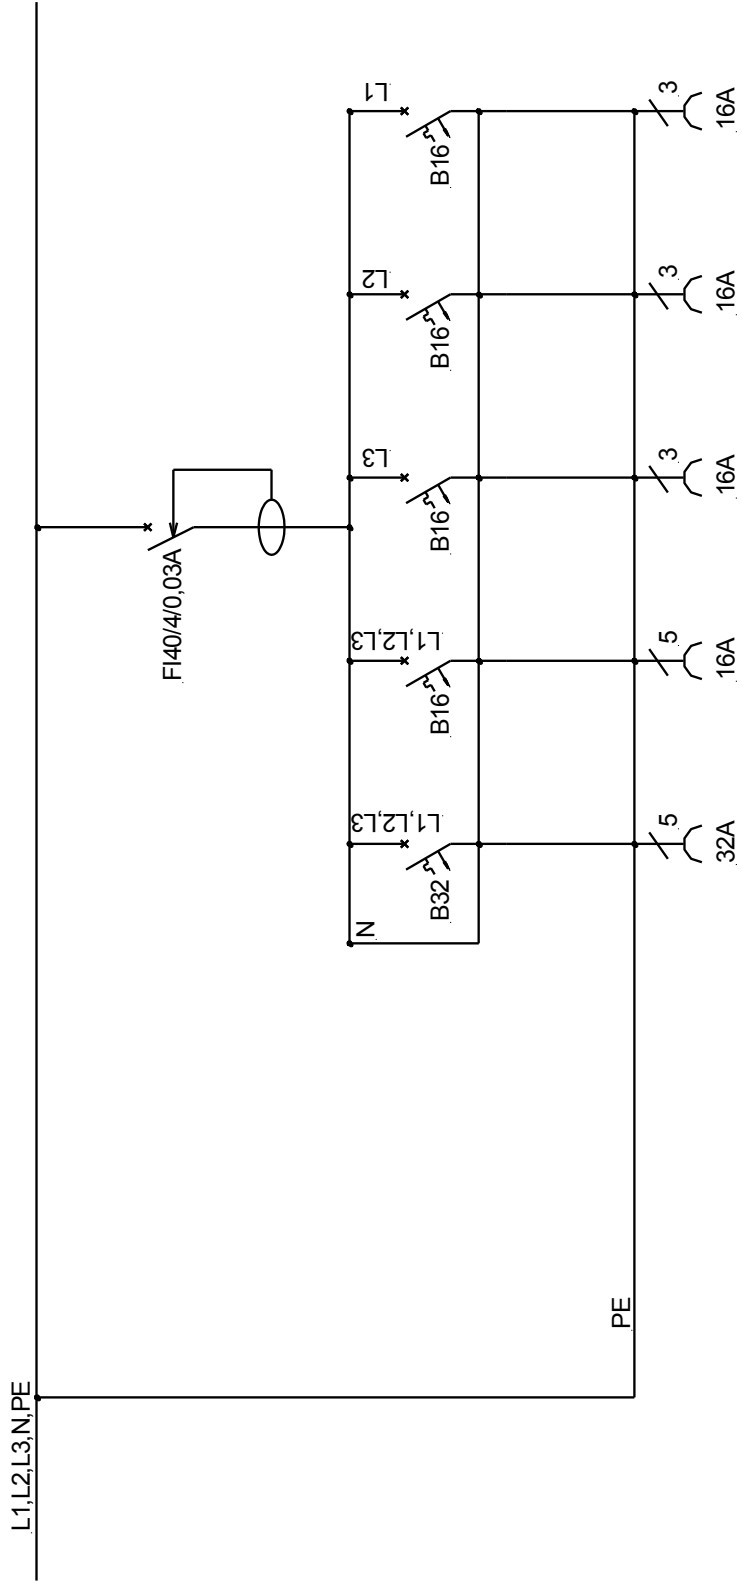 L1,L2,L3,N,PE
FI40/4/0,03A
N
L1,L2,L3
L1,L2,L3
L3
L2
L1
B32
B16
B16
B16
B16
PE
5
5
3
3
3
32A
16A
16A
16A
16A